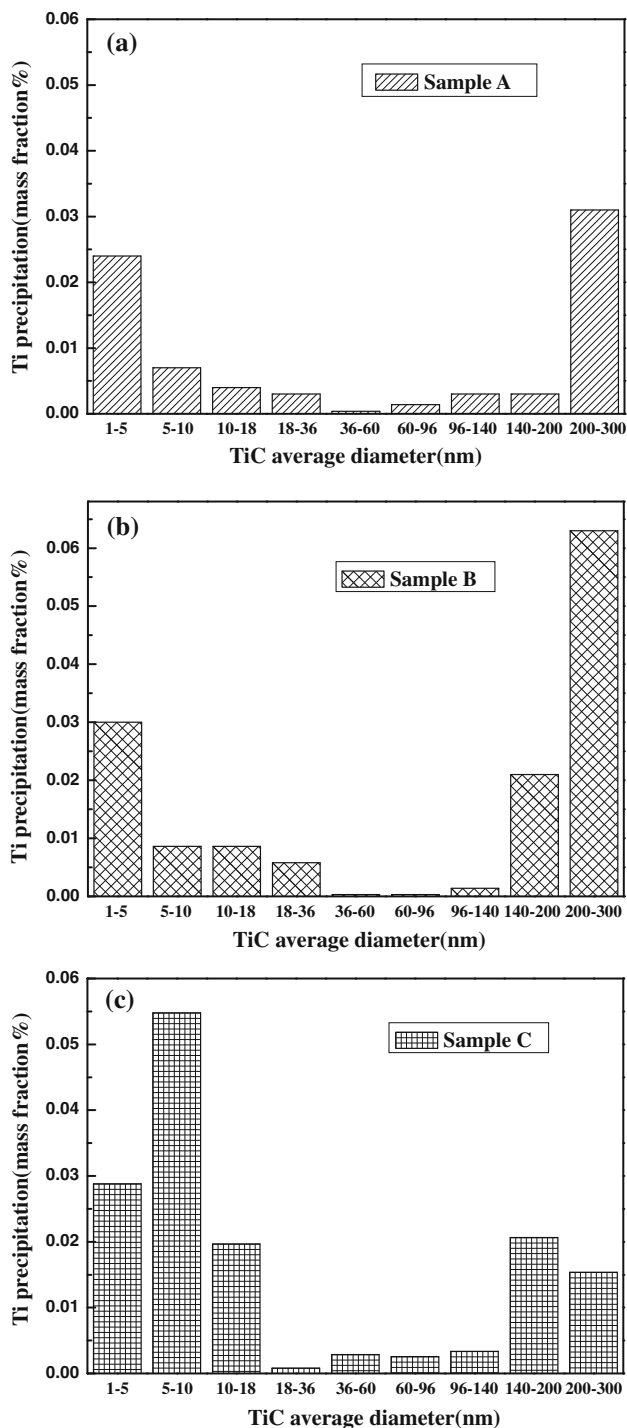 (a)
Sample A
Ti precipitation(mass fraction%)
0.06
0.05
0.04
0.03
0.02
0.01
0.00
1-5 5-10 10-18 18-36 36-60 60-96 96-140 140-200 200-300
TiC average diameter(nm)
(b)
Sample B
Ti precipitation(mass fraction%)
0.06
0.05
0.04
0.03
0.02
0.01
0.00
1-5 5-10 10-18 18-36 36-60 60-96 96-140 140-200 200-300
TiC average diameter(nm)
(c)
Sample C
Ti precipitation(mass fraction%)
0.06
0.05
0.04
0.03
0.02
0.01
0.00
1-5 5-10 10-18 18-36 36-60 60-96 96-140 140-200 200-300
TiC average diameter(nm)